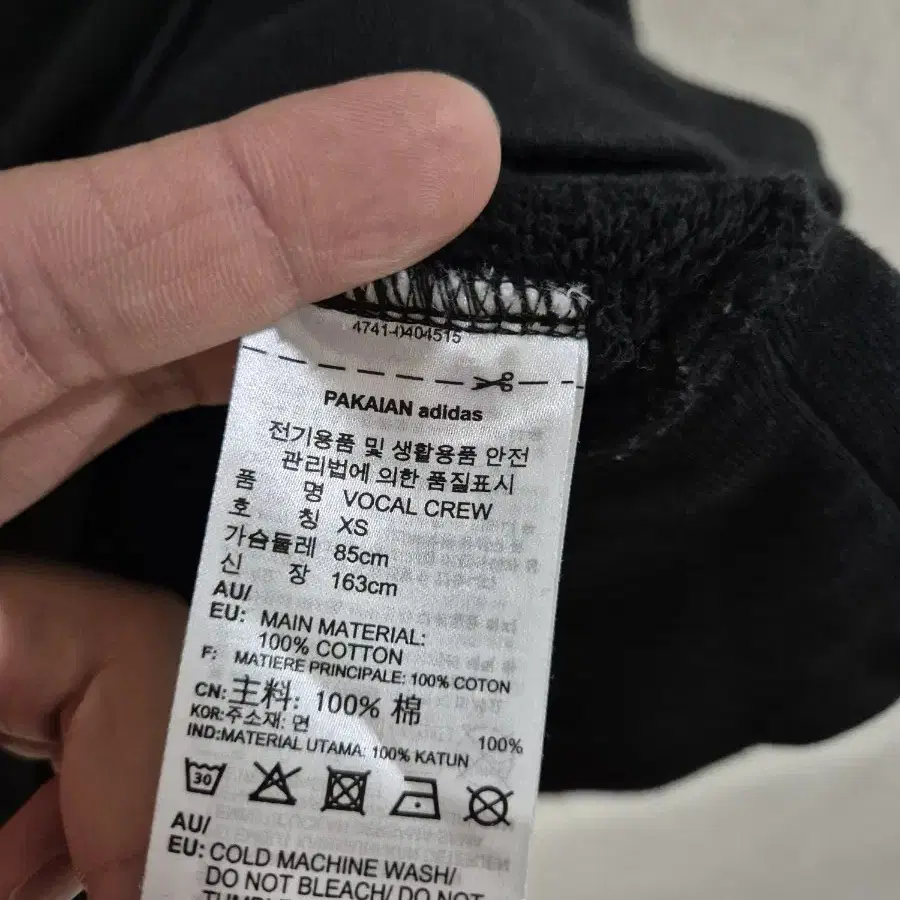 4741-0404515
PAKAIAN adidas
전기용품 및 생활용품 안전
관리법에 의한 품질표시
품 명 VOCAL CREW
호 칭 XS
가슴둘레 85cm
신 장 163cm
AU/
EU: MAIN MATERIAL:
100% COTTON
F: MATIERE PRINCIPALE: 100% COTON
CN:主料: 100% 棉
KOR:주소재: 면 100%
IND:MATERIAL UTAMA: 100% KATUN
30
AU/
EU: COLD MACHINE WASH/
DO NOT BLEACH/ DO NOT